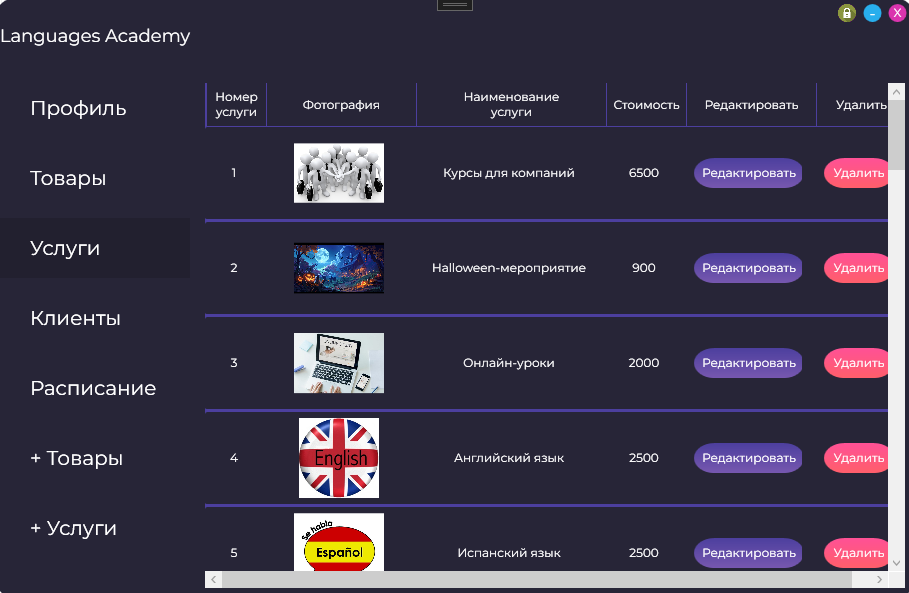 Languages Academy
X
Профиль
Товары
Услуги
Клиенты
Расписание
+ Товары
+ Услуги
Номер
услуги
Фотография
Наименование
услуги
Стоимость
Редактировать
Удалить
1
Курсы для компаний
6500
Редактировать
Удалить
2
Halloween-мероприятие
900
Редактировать
Удалить
3
Онлайн-уроки
2000
Редактировать
Удалить
4
English
Английский язык
2500
Редактировать
Удалить
5
Se habla
Español
Испанский язык
2500
Редактировать
Удалить